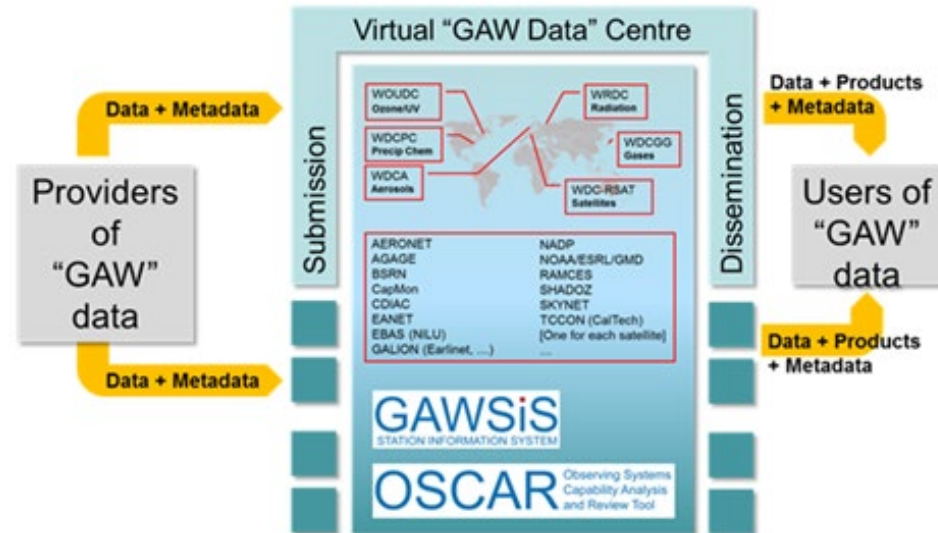 Virtual “GAW Data” Centre
Data + Metadata
Providers
of
“GAW”
data
Data + Metadata
Submission
WOUDC
Ozone/UV
WDCPC
Precip Chem
WDCA
Aerosols
WRDC
Radiation
WDCGG
Gases
WDC-RSAT
Satellites
AERONET
AGAGE
BSRN
CapMon
CDIAC
EANET
EBAS (NILU)
GALION (Earlinet, ....)
NADP
NOAA/ESRL/GMD
RAMCES
SHADOZ
SKYNET
TCCON (CalTech)
[One for each satellite]
....
GAWSiS
STATION INFORMATION SYSTEM
OSCAR
Observing Systems
Capability Analysis
and Review Tool
Dissemination
Data + Products
+ Metadata
Users of
“GAW”
data
Data + Products
+ Metadata